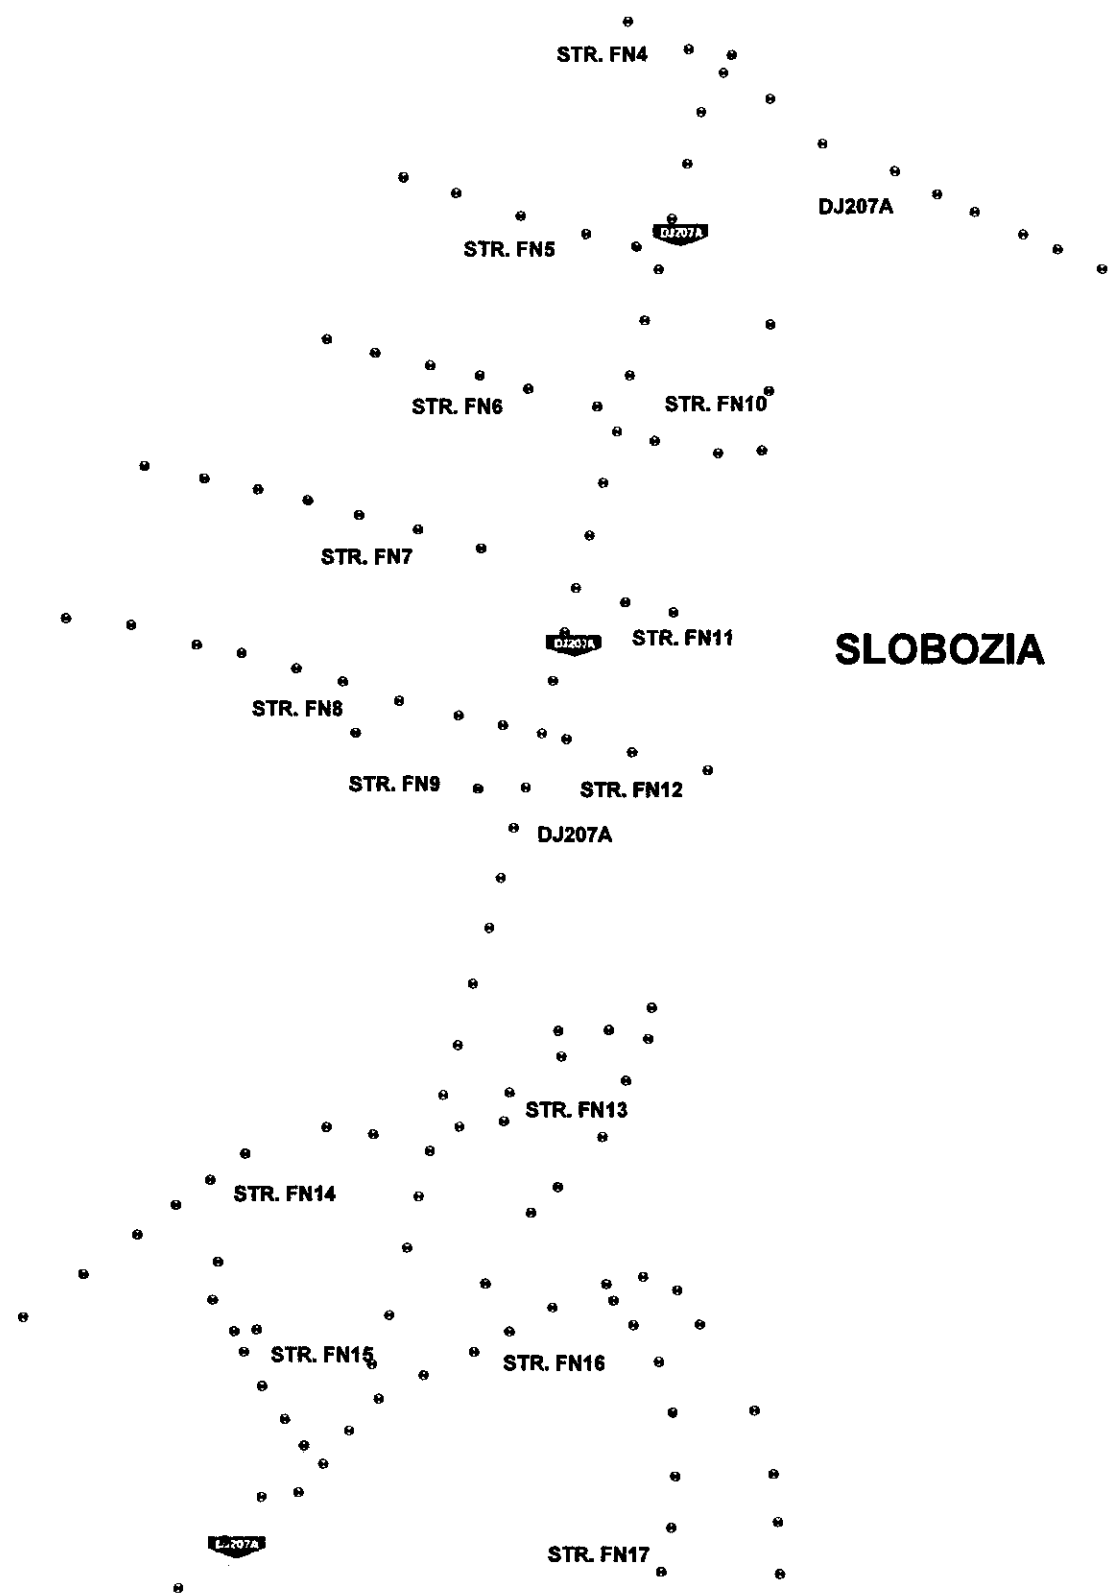 STR. FN4
DJ207A
DJ207A
STR. FN5
STR. FN6
STR. FN10
STR. FN7
STR. FN11
DJ207A
SLOBOZIA
STR. FN8
STR. FN9
STR. FN12
DJ207A
STR. FN13
STR. FN14
STR. FN15
STR. FN16
DJ207A
STR. FN17